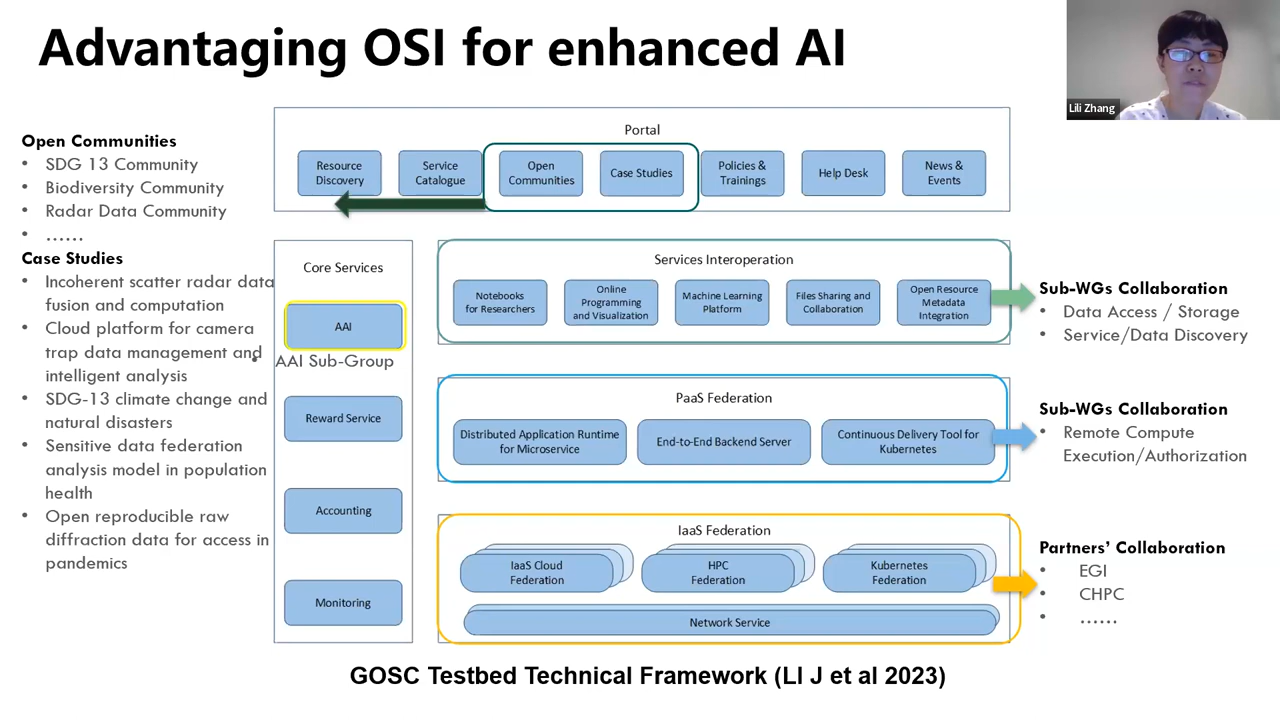 Advantaging OSI for enhanced AI
Lili Zhang
Open Communities
• SDG 13 Community
• Biodiversity Community
• Radar Data Community
• ......
Case Studies
• Incoherent scatter radar data
fusion and computation
• Cloud platform for camera
trap data management and
intelligent analysis
• SDG-13 climate change and
natural disasters
• Sensitive data federation
analysis model in population
health
• Open reproducible raw
diffraction data for access in
pandemics
Portal
Resource
Discovery
Service
Catalogue
Open
Communities
Case Studies
Policies &
Trainings
Help Desk
News &
Events
Core Services
AAI
• AAI Sub-Group
Reward Service
Accounting
Monitoring
Services Interoperation
Notebooks
for Researchers
Online
Programming
and Visualization
Machine Learning
Platform
Files Sharing and
Collaboration
Open Resource
Metadata
Integration
PaaS Federation
Distributed Application Runtime
for Microservice
End-to-End Backend Server
Continuous Delivery Tool for
Kubernetes
IaaS Federation
IaaS Cloud
Federation
HPC
Federation
Kubernetes
Federation
Network Service
Sub-WGs Collaboration
• Data Access / Storage
• Service/Data Discovery
Sub-WGs Collaboration
• Remote Compute
Execution/Authorization
Partners’ Collaboration
• EGI
• CHPC
• ......
GOSC Testbed Technical Framework (LI J et al 2023)